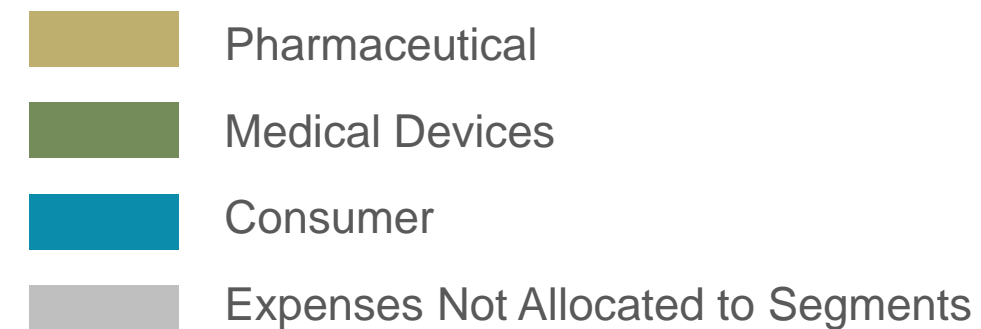 Pharmaceutical
Medical Devices
Consumer
Expenses Not Allocated to Segments